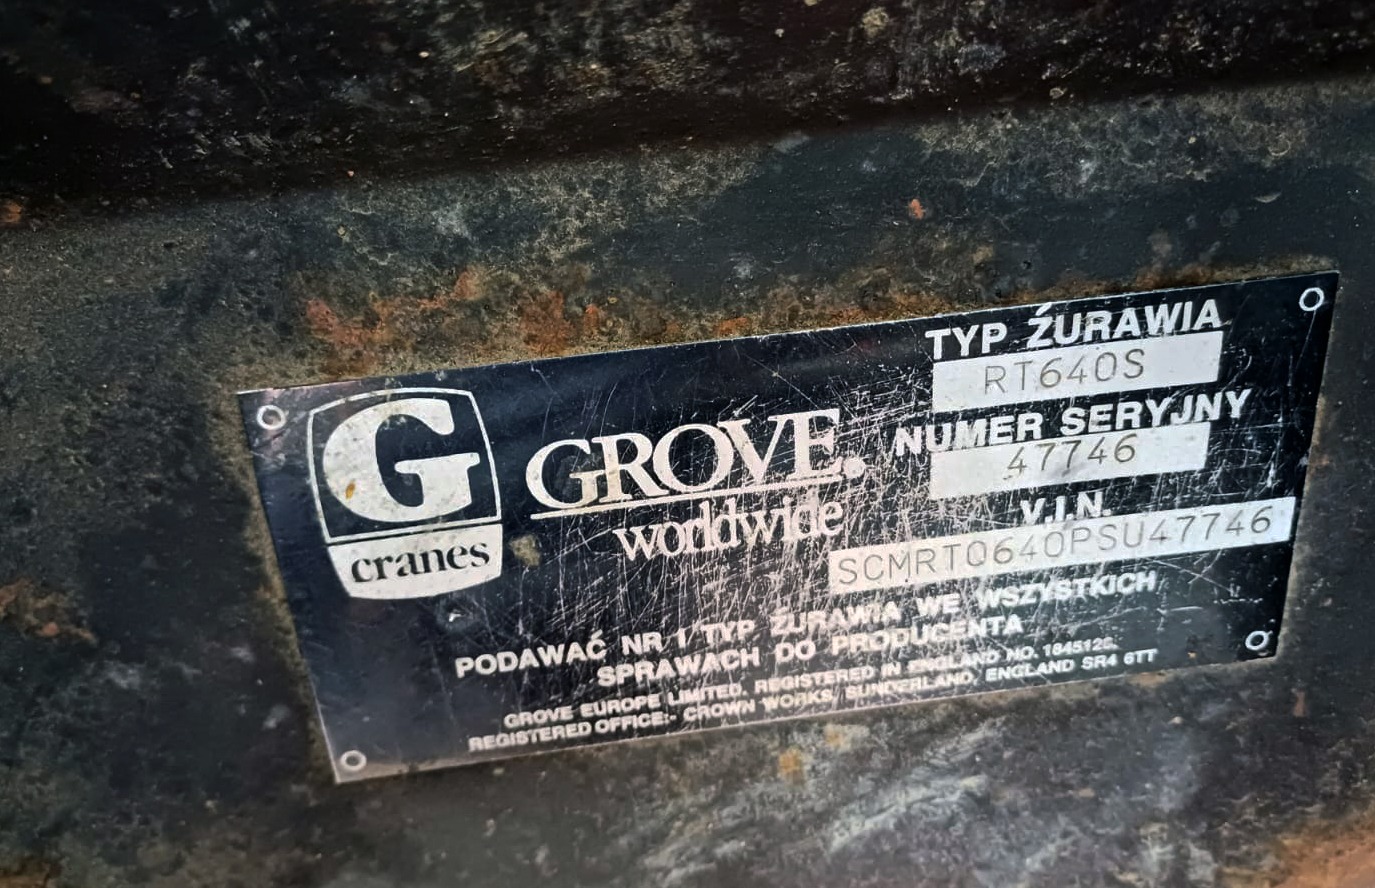 G
cranes
GROVE.
worldwide
TYP ŻURAWIA
RT640S
NUMER SERYJNY
47746
V.I.N.
SCMRT0640PSU47746
PODAWAĆ NR I TYP ŻURAWIA WE WSZYSTKICH
SPRAWACH DO PRODUCENTA
GROVE EUROPE LIMITED. REGISTERED IN ENGLAND NO. 1845128.
REGISTERED OFFICE:- CROWN WORKS, SUNDERLAND, ENGLAND SR4 6TT